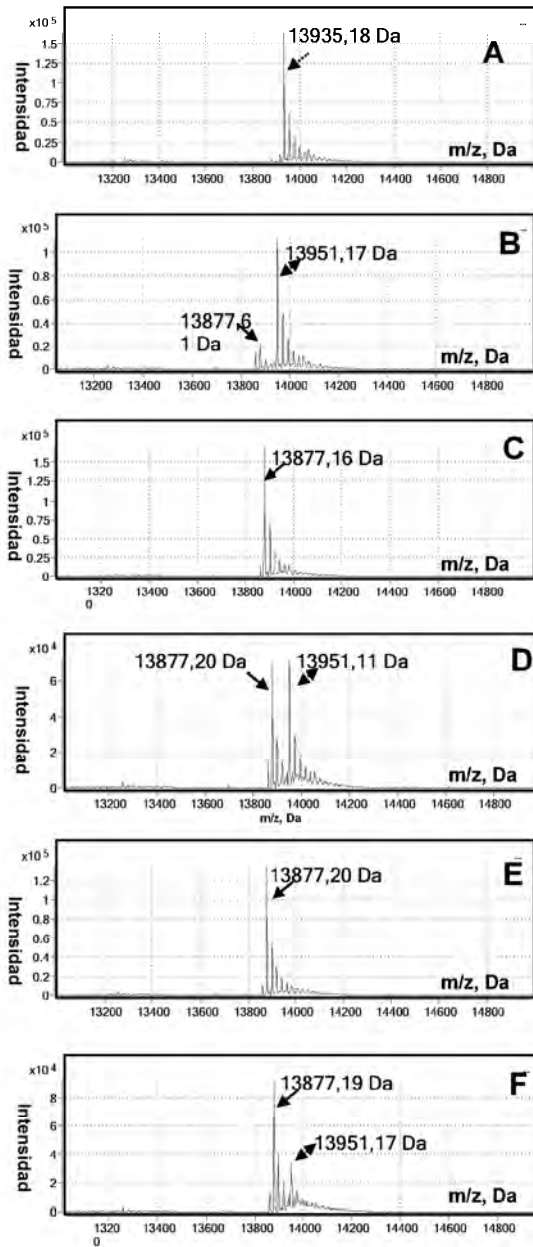 x10⁵
13935,18 Da
A
1.5
1.25
1
0.75
0.5
0.25
0
Intensidad
m/z, Da
13200 13400 13600 13800 14000 14200 14400 14600 14800
x10⁵
B
13951,17 Da
13877,6
1 Da
1
0.8
0.6
0.4
0.2
0
Intensidad
m/z, Da
13200 13400 13600 13800 14000 14200 14400 14600 14800
x10⁵
C
13877,16 Da
1.5
1.25
1
0.75
0.5
0.25
0
Intensidad
m/z, Da
1320 13400 13600 13800 14000 14200 14400 14600 14800
0
x10⁴
D
13877,20 Da
13951,11 Da
6
4
2
0
Intensidad
13200 13400 13600 13800 14000 14200 14400 14600 14800
m/z, Da
x10⁵
E
13877,20 Da
1.2
1
0.8
0.6
0.4
0.2
0
Intensidad
m/z, Da
13200 13400 13600 13800 14000 14200 14400 14600 14800
x10⁴
F
13877,19 Da
13951,17 Da
8
6
4
2
0
Intensidad
m/z, Da
1320 13400 13600 13800 14000 14200 14400 14600 14800
0